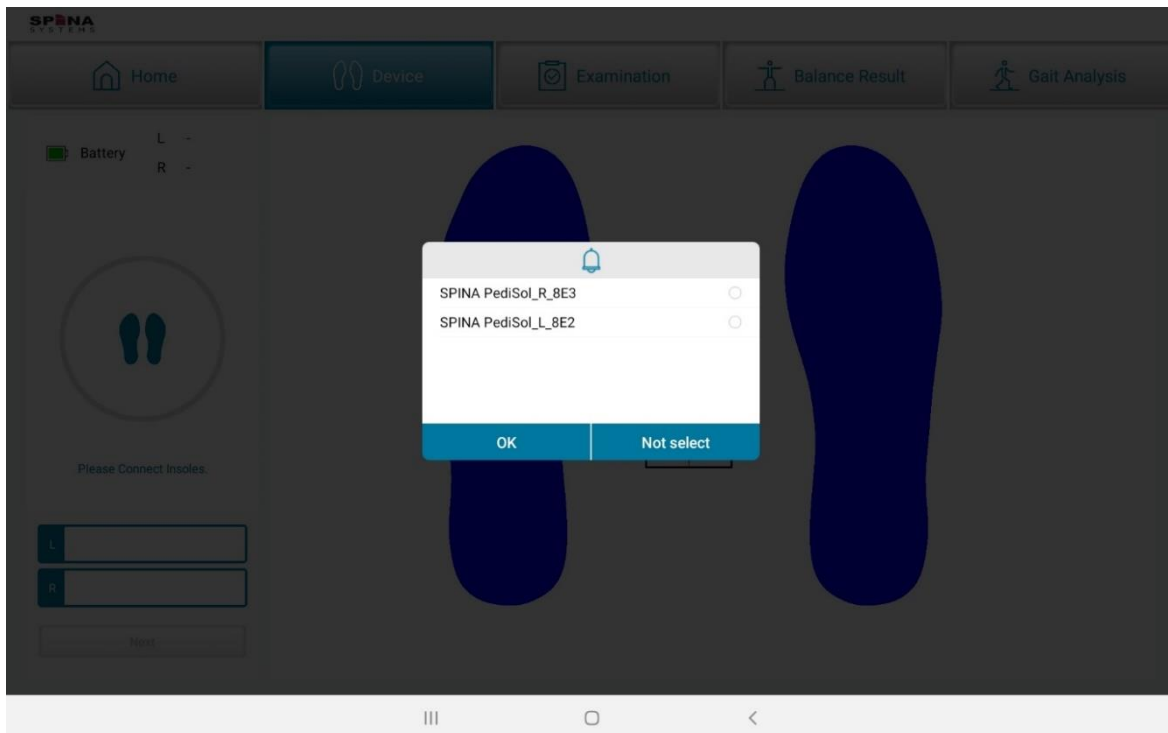 SPINA
SYSTEMS
Home
Device
Examination
Balance Result
Gait Analysis
Battery
L -
R -
SPINA PediSol_R_8E3
SPINA PediSol_L_8E2
OK
Not select
Please Connect Insoles.
L
R
Next